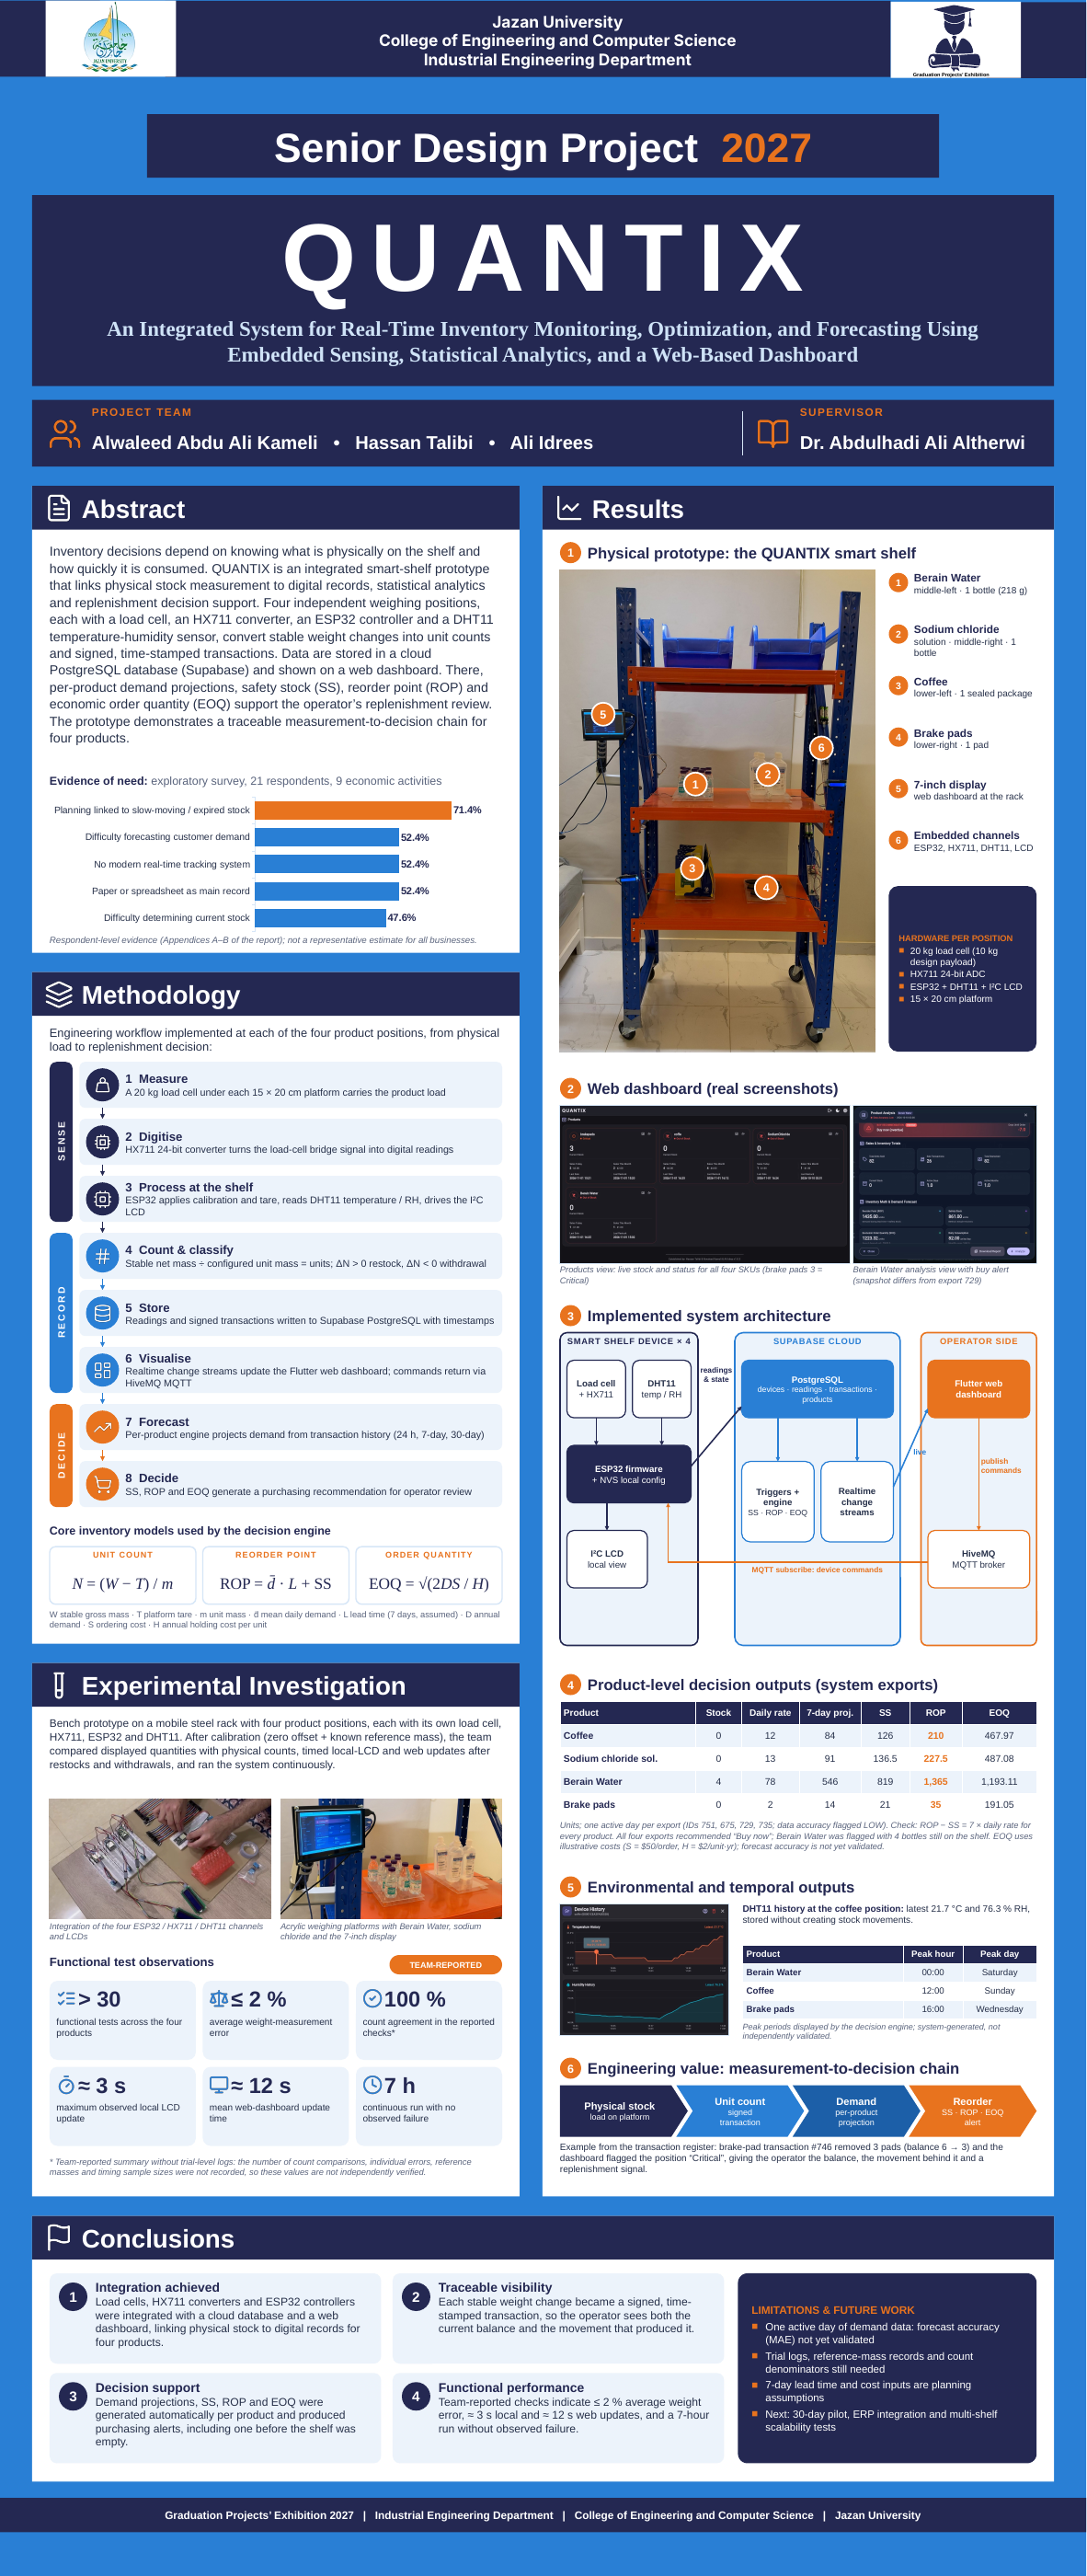 Jazan University
College of Engineering and Computer Science
Industrial Engineering Department
JAZAN UNIVERSITY
Graduation Projects' Exhibition
Senior Design Project 2027
QUANTIX
An Integrated System for Real-Time Inventory Monitoring, Optimization, and Forecasting Using
Embedded Sensing, Statistical Analytics, and a Web-Based Dashboard
PROJECT TEAM
Alwaleed Abdu Ali Kameli • Hassan Talibi • Ali Idrees
SUPERVISOR
Dr. Abdulhadi Ali Altherwi
Abstract
Inventory decisions depend on knowing what is physically on the shelf and
how quickly it is consumed. QUANTIX is an integrated smart-shelf prototype
that links physical stock measurement to digital records, statistical analytics
and replenishment decision support. Four independent weighing positions,
each with a load cell, an HX711 converter, an ESP32 controller and a DHT11
temperature-humidity sensor, convert stable weight changes into unit counts
and signed, time-stamped transactions. Data are stored in a cloud
PostgreSQL database (Supabase) and shown on a web dashboard. There,
per-product demand projections, safety stock (SS), reorder point (ROP) and
economic order quantity (EOQ) support the operator's replenishment review.
The prototype demonstrates a traceable measurement-to-decision chain for
four products.
Evidence of need: exploratory survey, 21 respondents, 9 economic activities
Planning linked to slow-moving / expired stock 71.4%
Difficulty forecasting customer demand 52.4%
No modern real-time tracking system 52.4%
Paper or spreadsheet as main record 52.4%
Difficulty determining current stock 47.6%
Respondent-level evidence (Appendices A–B of the report); not a representative estimate for all businesses.
Methodology
Engineering workflow implemented at each of the four product positions, from physical
load to replenishment decision:
SENSE
1 Measure
A 20 kg load cell under each 15 × 20 cm platform carries the product load
2 Digitise
HX711 24-bit converter turns the load-cell bridge signal into digital readings
3 Process at the shelf
ESP32 applies calibration and tare, reads DHT11 temperature / RH, drives the I²C
LCD
RECORD
4 Count & classify
Stable net mass ÷ configured unit mass = units; ΔN > 0 restock, ΔN < 0 withdrawal
5 Store
Readings and signed transactions written to Supabase PostgreSQL with timestamps
6 Visualise
Realtime change streams update the Flutter web dashboard; commands return via
HiveMQ MQTT
DECIDE
7 Forecast
Per-product engine projects demand from transaction history (24 h, 7-day, 30-day)
8 Decide
SS, ROP and EOQ generate a purchasing recommendation for operator review
Core inventory models used by the decision engine
UNIT COUNT
N = (W − T) / m
REORDER POINT
ROP = d̄ · L + SS
ORDER QUANTITY
EOQ = √(2DS / H)
W stable gross mass · T platform tare · m unit mass · d̄ mean daily demand · L lead time (7 days, assumed) · D annual
demand · S ordering cost · H annual holding cost per unit
Experimental Investigation
Bench prototype on a mobile steel rack with four product positions, each with its own load cell,
HX711, ESP32 and DHT11. After calibration (zero offset + known reference mass), the team
compared displayed quantities with physical counts, timed local-LCD and web updates after
restocks and withdrawals, and ran the system continuously.
Integration of the four ESP32 / HX711 / DHT11 channels
and LCDs
Acrylic weighing platforms with Berain Water, sodium
chloride and the 7-inch display
Functional test observations
TEAM-REPORTED
> 30
functional tests across the four
products
≤ 2 %
average weight-measurement
error
100 %
count agreement in the reported
checks*
≈ 3 s
maximum observed local LCD
update
≈ 12 s
mean web-dashboard update
time
7 h
continuous run with no
observed failure
* Team-reported summary without trial-level logs: the number of count comparisons, individual errors, reference
masses and timing sample sizes were not recorded, so these values are not independently verified.
Results
1 Physical prototype: the QUANTIX smart shelf
5
6
2
1
3
4
1 Berain Water
middle-left · 1 bottle (218 g)
2 Sodium chloride
solution · middle-right · 1
bottle
3 Coffee
lower-left · 1 sealed package
4 Brake pads
lower-right · 1 pad
5 7-inch display
web dashboard at the rack
6 Embedded channels
ESP32, HX711, DHT11, LCD
HARDWARE PER POSITION
20 kg load cell (10 kg
design payload)
HX711 24-bit ADC
ESP32 + DHT11 + I²C LCD
15 × 20 cm platform
2 Web dashboard (real screenshots)
QUANTIX
Products
3
0
0
0
Product Analysis
Device History
Products view: live stock and status for all four SKUs (brake pads 3 =
Critical)
Berain Water analysis view with buy alert
(snapshot differs from export 729)
3 Implemented system architecture
SMART SHELF DEVICE × 4
SUPABASE CLOUD
OPERATOR SIDE
Load cell
+ HX711
DHT11
temp / RH
readings
& state
PostgreSQL
devices · readings · transactions ·
products
Flutter web
dashboard
live
ESP32 firmware
+ NVS local config
Triggers +
engine
SS · ROP · EOQ
Realtime
change
streams
publish
commands
I²C LCD
local view
MQTT subscribe: device commands
HiveMQ
MQTT broker
4 Product-level decision outputs (system exports)
Product Stock Daily rate 7-day proj. SS ROP EOQ
Coffee 0 12 84 126 210 467.97
Sodium chloride sol. 0 13 91 136.5 227.5 487.08
Berain Water 4 78 546 819 1,365 1,193.11
Brake pads 0 2 14 21 35 191.05
Units; one active day per export (IDs 751, 675, 729, 735; data accuracy flagged LOW). Check: ROP − SS = 7 × daily rate for
every product. All four exports recommended "Buy now"; Berain Water was flagged with 4 bottles still on the shelf. EOQ uses
illustrative costs (S = $50/order, H = $2/unit·yr); forecast accuracy is not yet validated.
5 Environmental and temporal outputs
DHT11 history at the coffee position: latest 21.7 °C and 76.3 % RH,
stored without creating stock movements.
Product Peak hour Peak day
Berain Water 00:00 Saturday
Coffee 12:00 Sunday
Brake pads 16:00 Wednesday
Peak periods displayed by the decision engine; system-generated, not
independently validated.
6 Engineering value: measurement-to-decision chain
Physical stock
load on platform
Unit count
signed
transaction
Demand
per-product
projection
Reorder
SS · ROP · EOQ
alert
Example from the transaction register: brake-pad transaction #746 removed 3 pads (balance 6 → 3) and the
dashboard flagged the position "Critical", giving the operator the balance, the movement behind it and a
replenishment signal.
Conclusions
1 Integration achieved
Load cells, HX711 converters and ESP32 controllers
were integrated with a cloud database and a web
dashboard, linking physical stock to digital records for
four products.
2 Traceable visibility
Each stable weight change became a signed, time-
stamped transaction, so the operator sees both the
current balance and the movement that produced it.
3 Decision support
Demand projections, SS, ROP and EOQ were
generated automatically per product and produced
purchasing alerts, including one before the shelf was
empty.
4 Functional performance
Team-reported checks indicate ≤ 2 % average weight
error, ≈ 3 s local and ≈ 12 s web updates, and a 7-hour
run without observed failure.
LIMITATIONS & FUTURE WORK
One active day of demand data: forecast accuracy
(MAE) not yet validated
Trial logs, reference-mass records and count
denominators still needed
7-day lead time and cost inputs are planning
assumptions
Next: 30-day pilot, ERP integration and multi-shelf
scalability tests
Graduation Projects' Exhibition 2027 | Industrial Engineering Department | College of Engineering and Computer Science | Jazan University